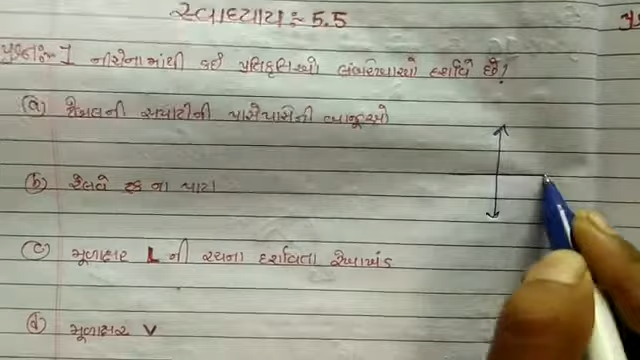 સ્વાધ્યાય :- 5.5
પ્રશ્ન:- 1 નીચેનામાંથી કઈ પ્રતિકૃતિઓ લંબરેખાઓ દર્શાવે છે?
(a) ટેબલની સપાટીની પાસેપાસેની બાજુઓ
(b) રેલવે ના પાટા
(c) મૂળાક્ષર L ની રચના દર્શાવતા રેખાખંડ
(d) મૂળાક્ષર V